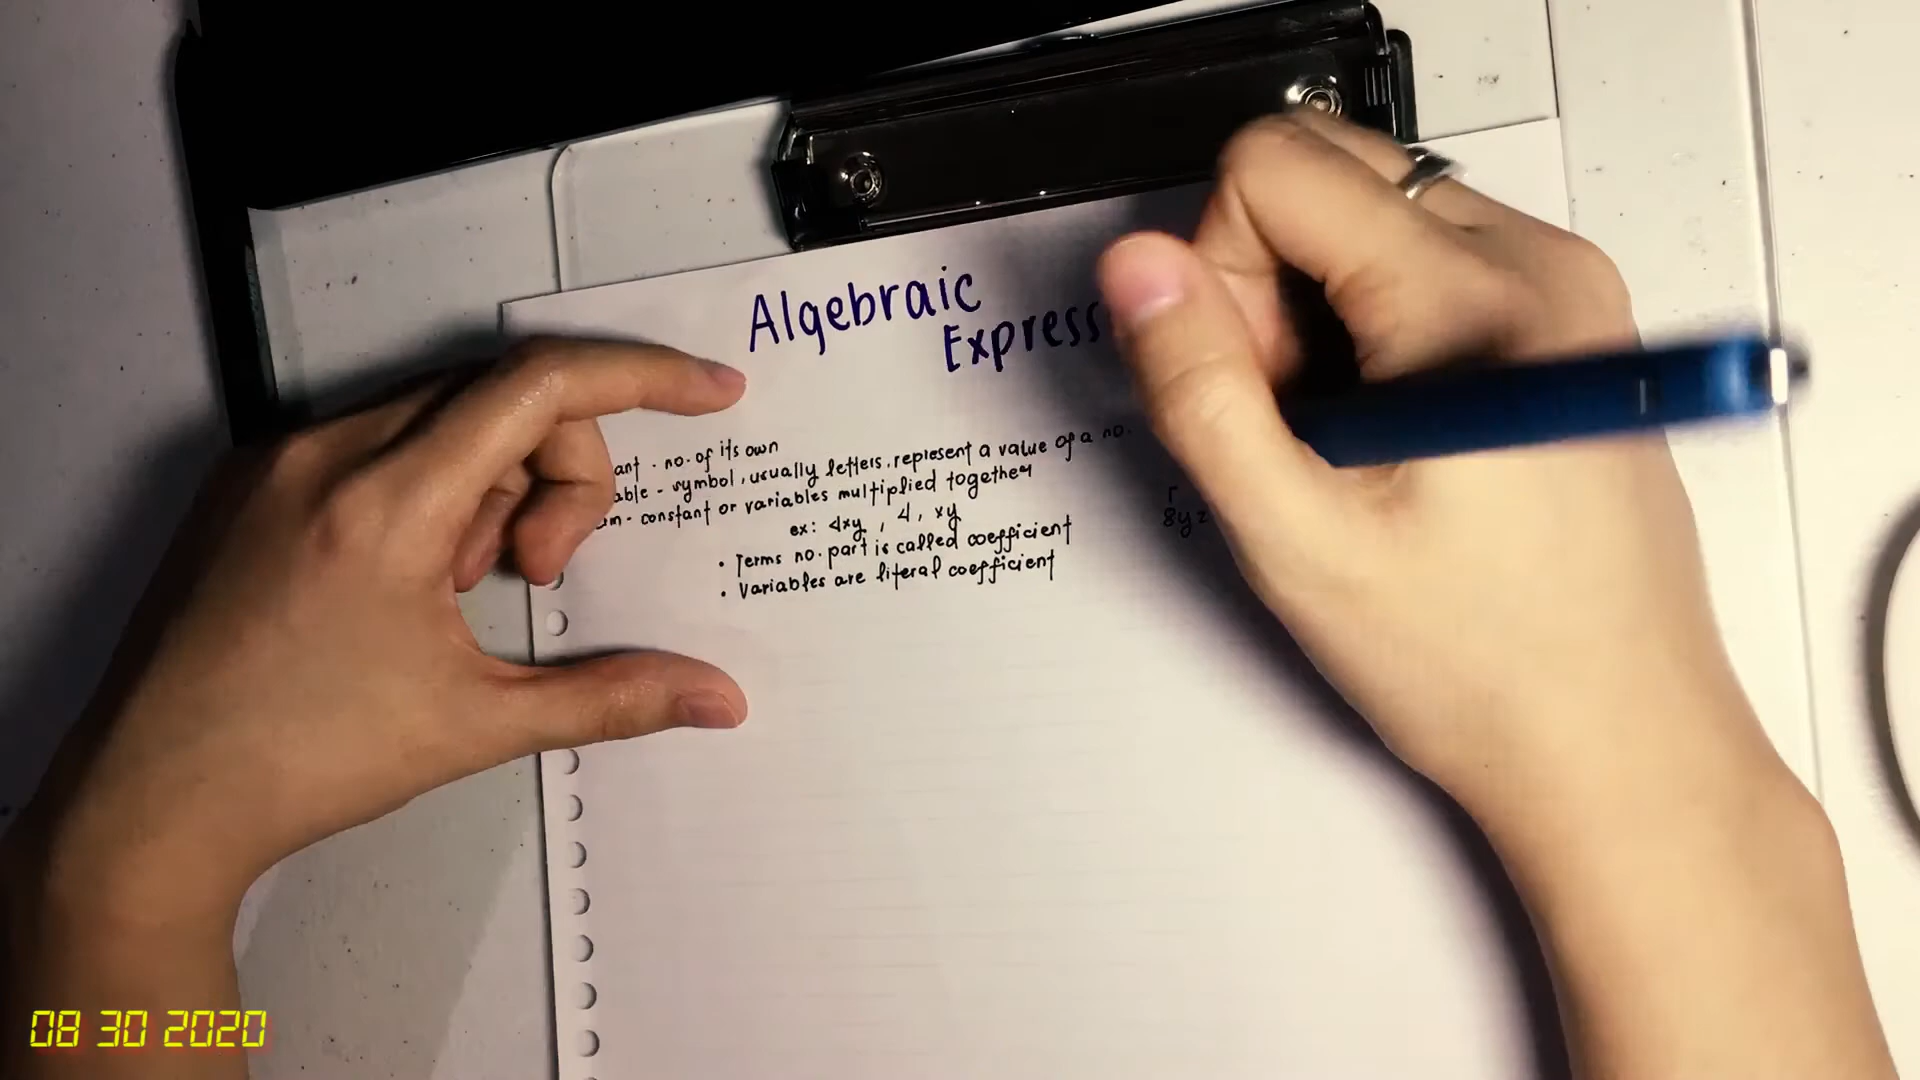 Algebraic
Express
ant - no. of its own
able - symbol, usually letters, represent a value of a no.
m - constant or variables multiplied together
ex: 4xy, 4, xy
• Terms no. part is called coefficient
• Variables are literal coefficient
r
8yz
08 30 2020